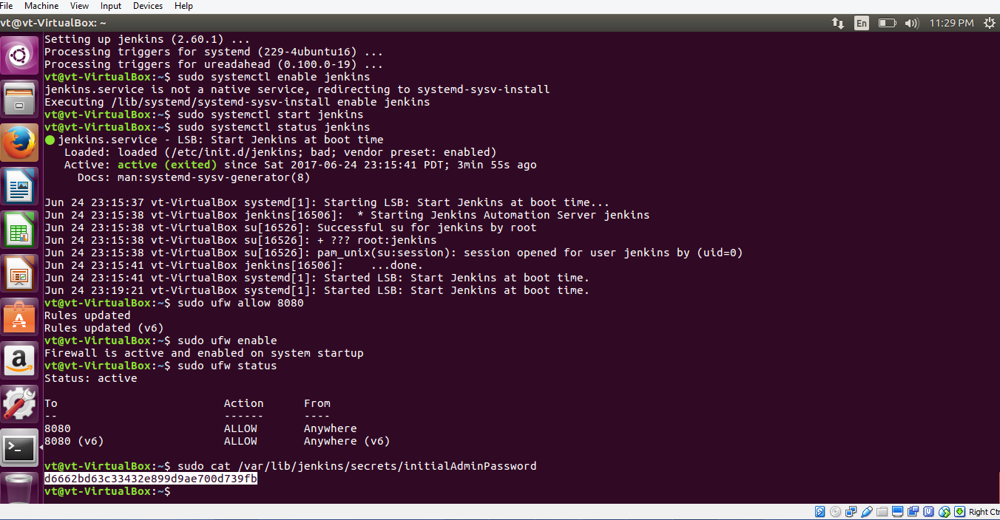 File Machine View Input Devices Help
vt@vt-VirtualBox: ~
En
11:29 PM
Setting up jenkins (2.60.1) ...
Processing triggers for systemd (229-4ubuntu16) ...
Processing triggers for ureadahead (0.100.0-19) ...
vt@vt-VirtualBox:~$ sudo systemctl enable jenkins
jenkins.service is not a native service, redirecting to systemd-sysv-install
Executing /lib/systemd/systemd-sysv-install enable jenkins
vt@vt-VirtualBox:~$ sudo systemctl start jenkins
vt@vt-VirtualBox:~$ sudo systemctl status jenkins
● jenkins.service - LSB: Start Jenkins at boot time
   Loaded: loaded (/etc/init.d/jenkins; bad; vendor preset: enabled)
   Active: active (exited) since Sat 2017-06-24 23:15:41 PDT; 3min 55s ago
     Docs: man:systemd-sysv-generator(8)

Jun 24 23:15:37 vt-VirtualBox systemd[1]: Starting LSB: Start Jenkins at boot time...
Jun 24 23:15:38 vt-VirtualBox jenkins[16506]:  * Starting Jenkins Automation Server jenkins
Jun 24 23:15:38 vt-VirtualBox su[16526]: Successful su for jenkins by root
Jun 24 23:15:38 vt-VirtualBox su[16526]: + ??? root:jenkins
Jun 24 23:15:38 vt-VirtualBox su[16526]: pam_unix(su:session): session opened for user jenkins by (uid=0)
Jun 24 23:15:41 vt-VirtualBox jenkins[16506]:    ...done.
Jun 24 23:15:41 vt-VirtualBox systemd[1]: Started LSB: Start Jenkins at boot time.
Jun 24 23:19:21 vt-VirtualBox systemd[1]: Started LSB: Start Jenkins at boot time.
vt@vt-VirtualBox:~$ sudo ufw allow 8080
Rules updated
Rules updated (v6)
vt@vt-VirtualBox:~$ sudo ufw enable
Firewall is active and enabled on system startup
vt@vt-VirtualBox:~$ sudo ufw status
Status: active

To                         Action      From
--                         ------      ----
8080                       ALLOW       Anywhere
8080 (v6)                  ALLOW       Anywhere (v6)

vt@vt-VirtualBox:~$ sudo cat /var/lib/jenkins/secrets/initialAdminPassword
d6662bd63c33432e899d9ae700d739fb
vt@vt-VirtualBox:~$
Right Ctr